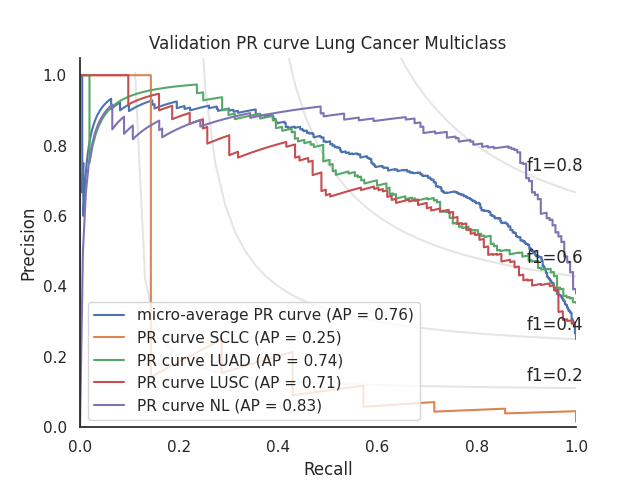 Validation PR curve Lung Cancer Multiclass
1.0
0.8
0.6
0.4
0.2
0.0
Precision
f1=0.8
f1=0.6
f1=0.4
f1=0.2
micro-average PR curve (AP = 0.76)
PR curve SCLC (AP = 0.25)
PR curve LUAD (AP = 0.74)
PR curve LUSC (AP = 0.71)
PR curve NL (AP = 0.83)
0.0 0.2 0.4 0.6 0.8 1.0
Recall